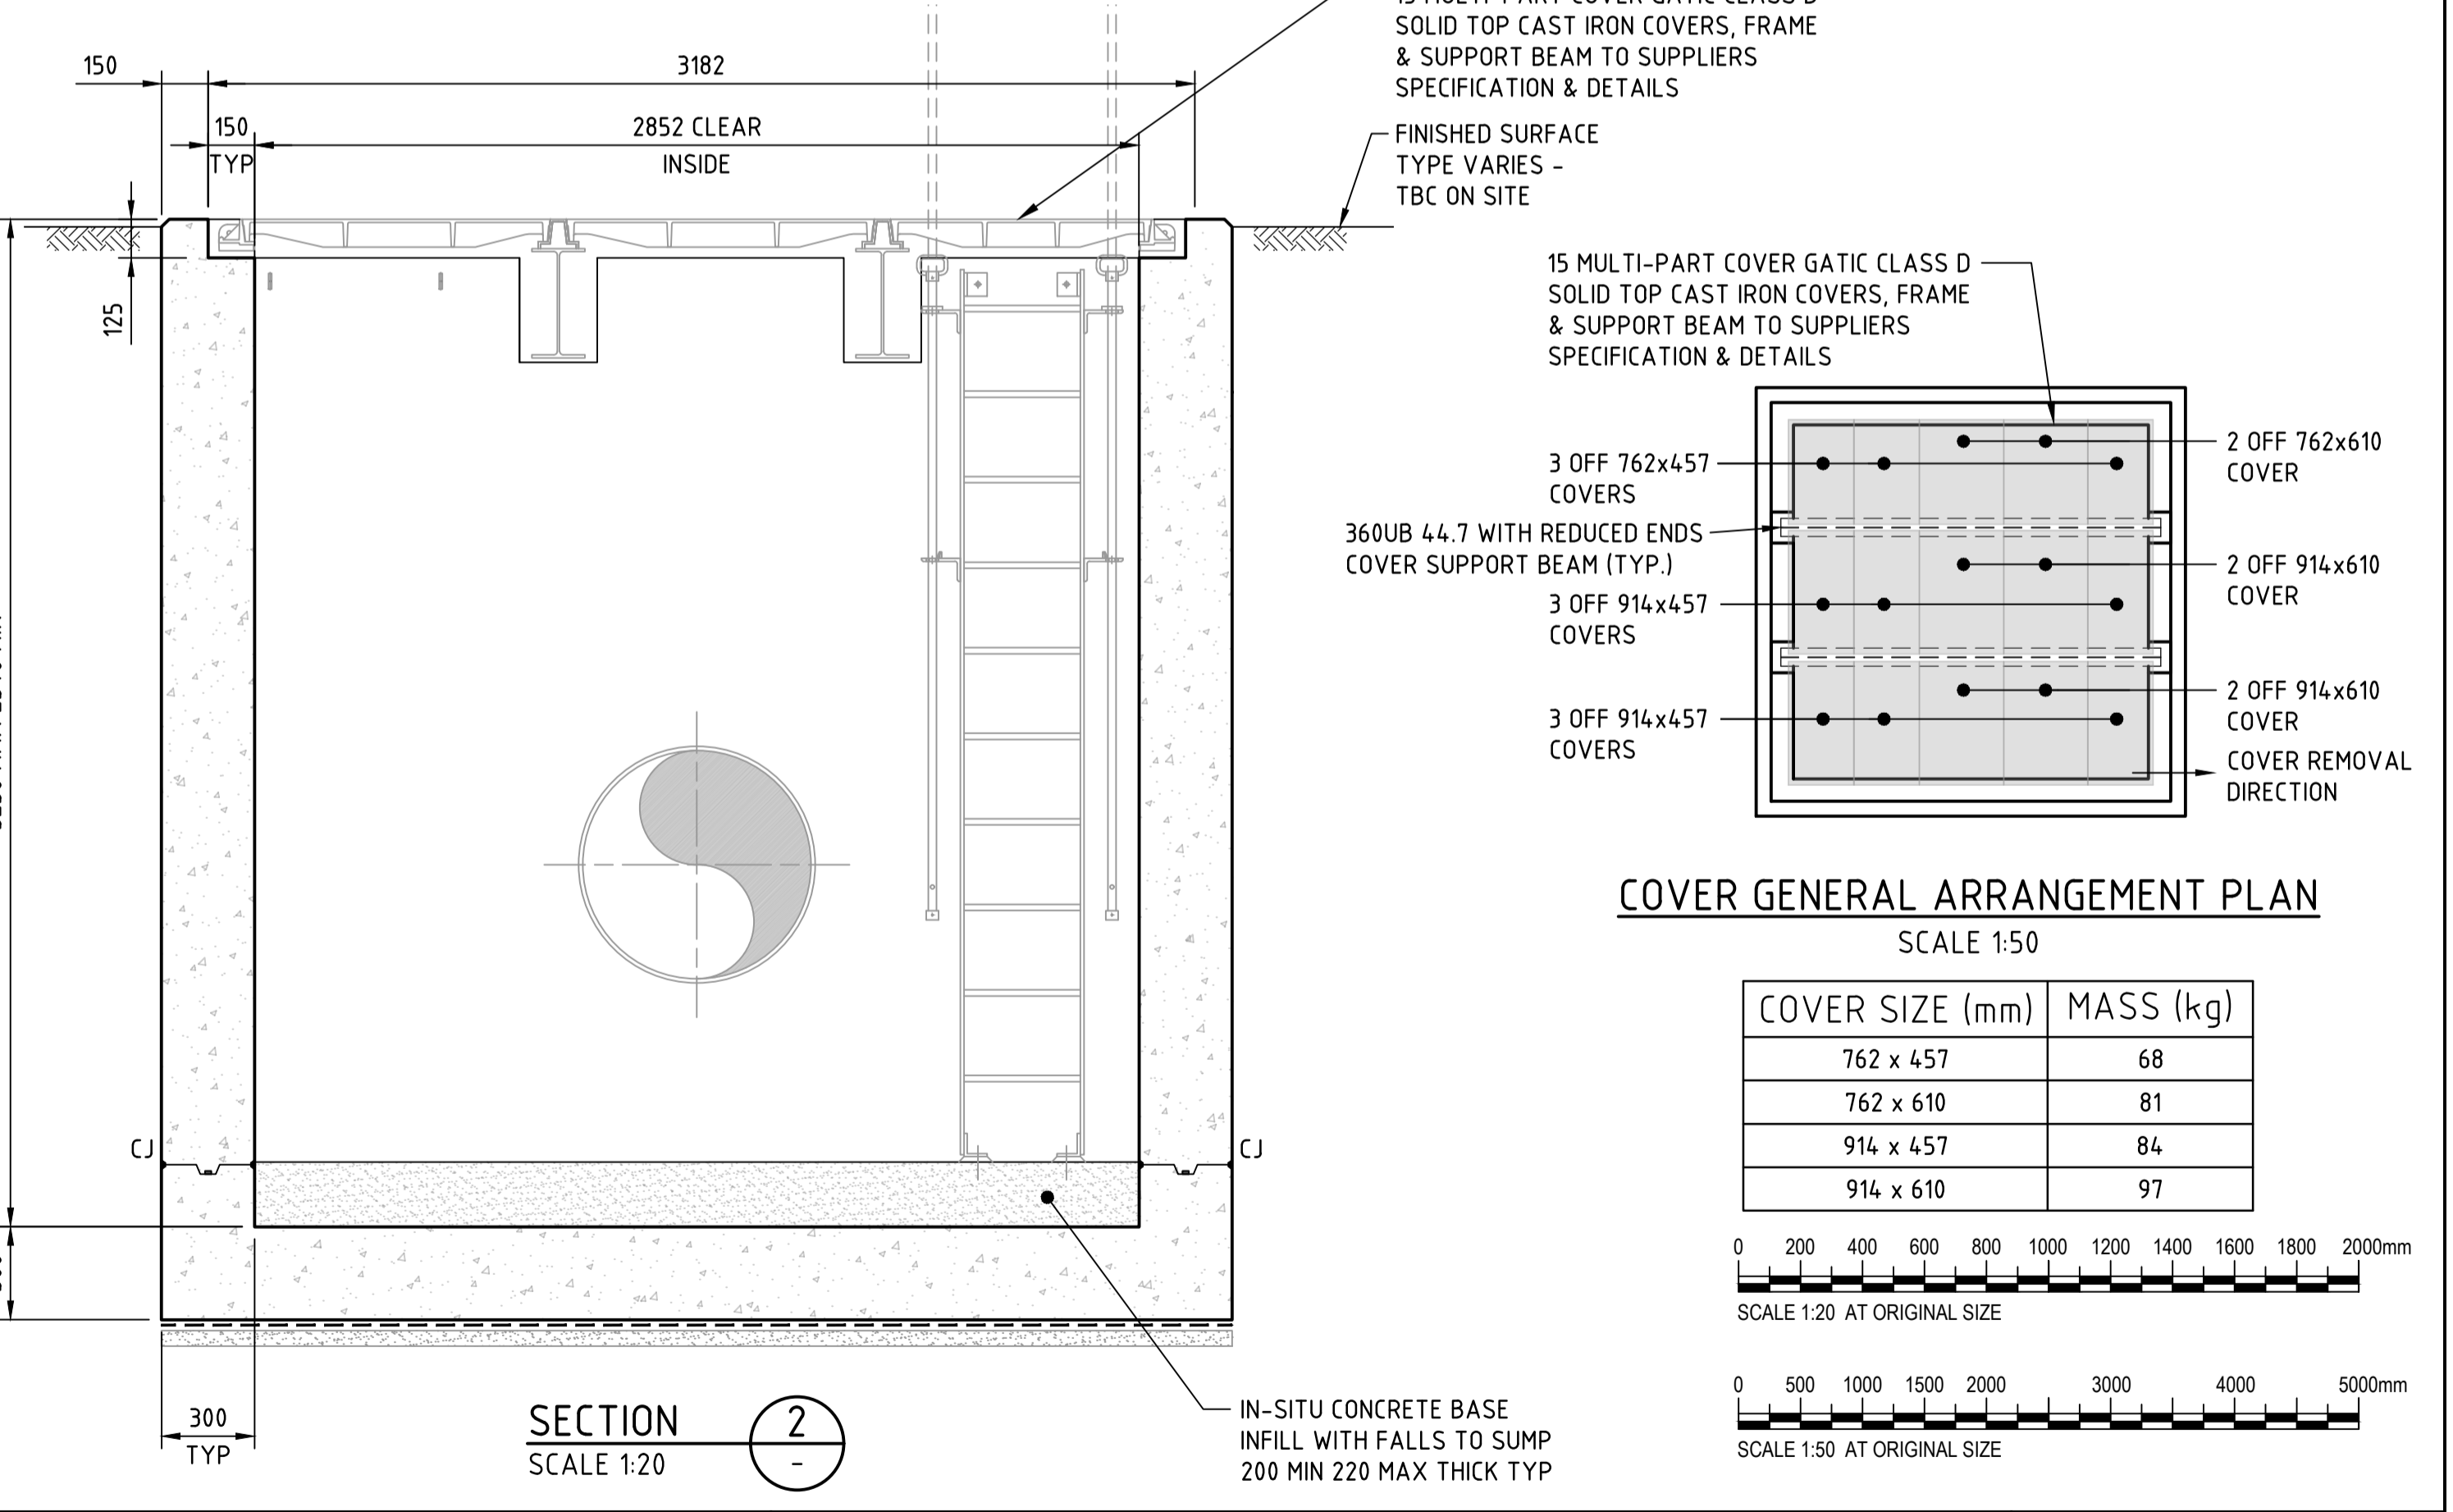 SOLID TOP CAST IRON COVERS, FRAME
& SUPPORT BEAM TO SUPPLIERS
SPECIFICATION & DETAILS
150
3182
150
TYP
2852 CLEAR
INSIDE
FINISHED SURFACE
TYPE VARIES -
TBC ON SITE
125
15 MULTI-PART COVER GATIC CLASS D
SOLID TOP CAST IRON COVERS, FRAME
& SUPPORT BEAM TO SUPPLIERS
SPECIFICATION & DETAILS
3 OFF 762x457
COVERS
2 OFF 762x610
COVER
360UB 44.7 WITH REDUCED ENDS
COVER SUPPORT BEAM (TYP.)
2 OFF 914x610
COVER
3 OFF 914x457
COVERS
2 OFF 914x610
COVER
3 OFF 914x457
COVERS
COVER REMOVAL
DIRECTION
COVER GENERAL ARRANGEMENT PLAN
SCALE 1:50
COVER SIZE (mm) MASS (kg)
762 x 457 68
762 x 610 81
914 x 457 84
914 x 610 97
CJ
CJ
0 200 400 600 800 1000 1200 1400 1600 1800 2000mm
SCALE 1:20 AT ORIGINAL SIZE
0 500 1000 1500 2000 3000 4000 5000mm
SCALE 1:50 AT ORIGINAL SIZE
300
TYP
SECTION
SCALE 1:20
2
-
IN-SITU CONCRETE BASE
INFILL WITH FALLS TO SUMP
200 MIN 220 MAX THICK TYP